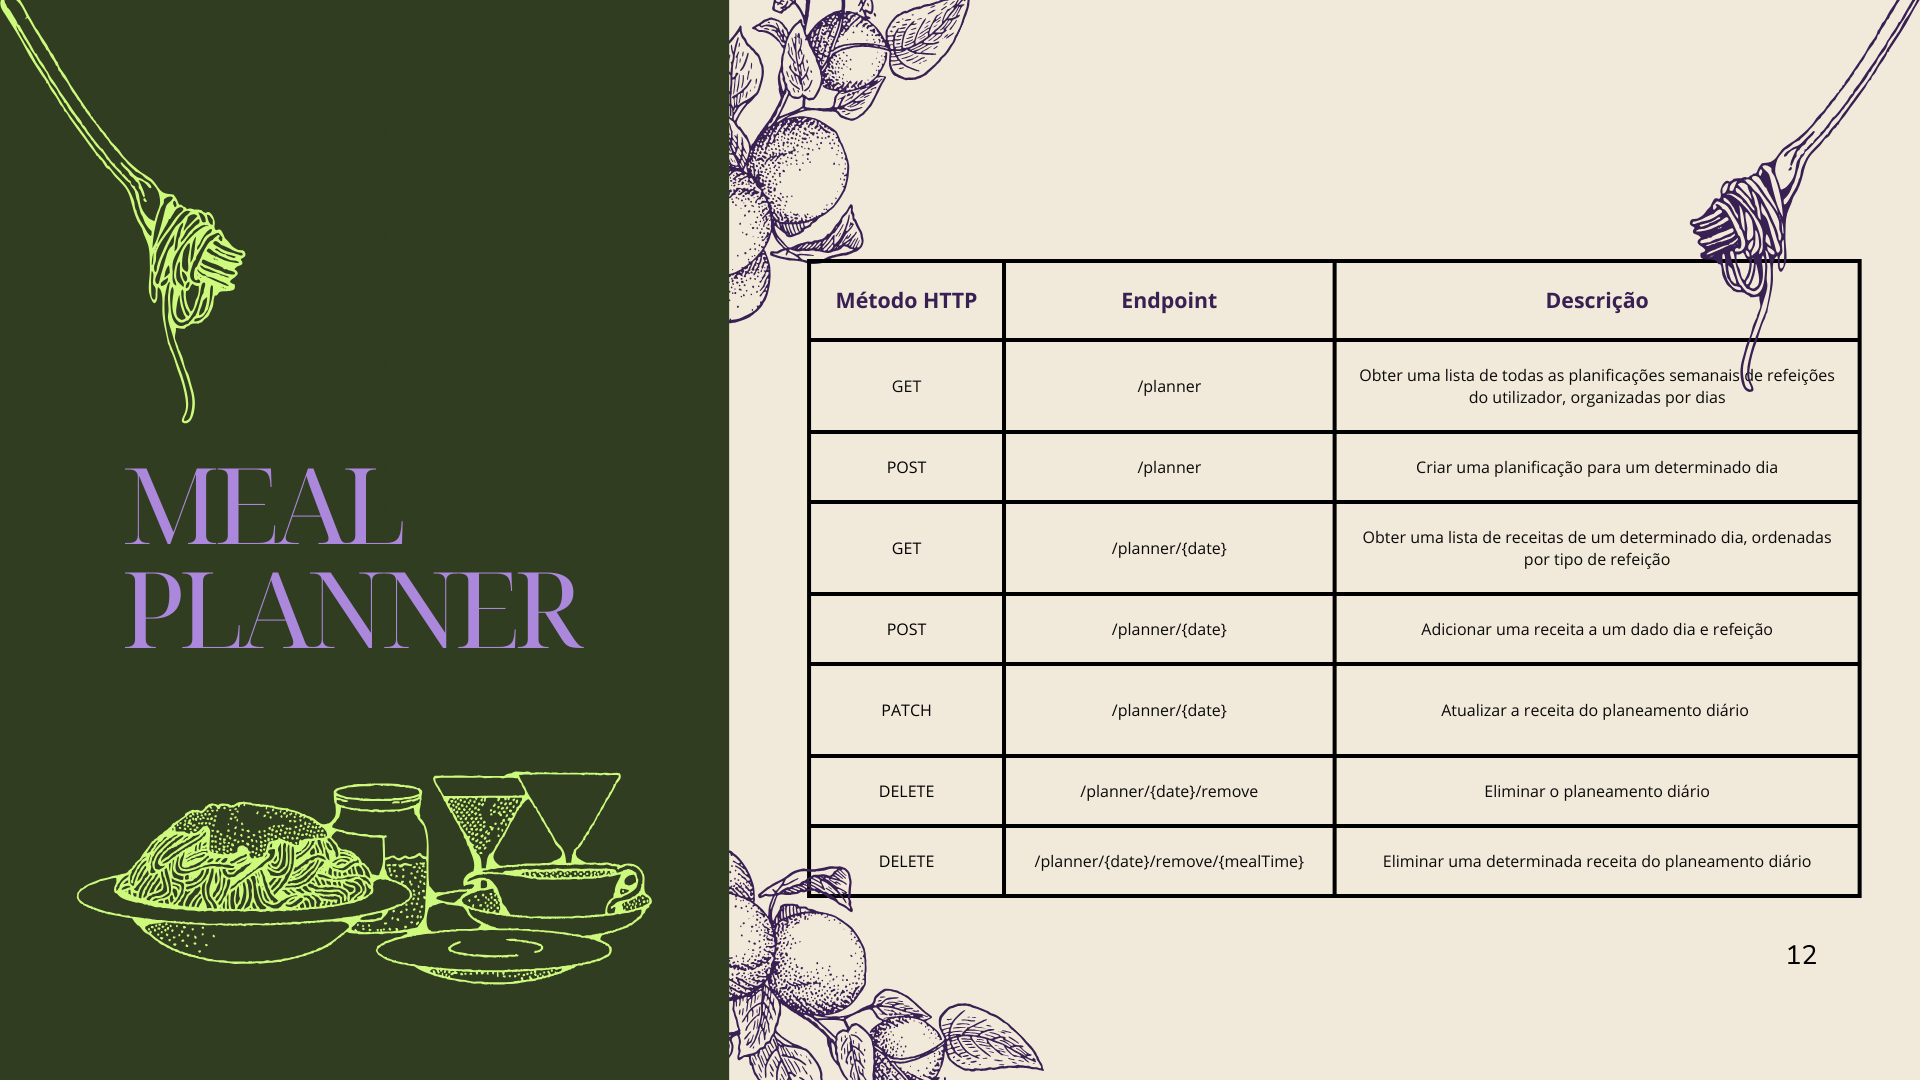 MEAL
PLANNER
Método HTTP Endpoint Descrição
GET /planner Obter uma lista de todas as planificações semanais de refeições
do utilizador, organizadas por dias
POST /planner Criar uma planificação para um determinado dia
GET /planner/{date} Obter uma lista de receitas de um determinado dia, ordenadas
por tipo de refeição
POST /planner/{date} Adicionar uma receita a um dado dia e refeição
PATCH /planner/{date} Atualizar a receita do planeamento diário
DELETE /planner/{date}/remove Eliminar o planeamento diário
DELETE /planner/{date}/remove/{mealTime} Eliminar uma determinada receita do planeamento diário
12